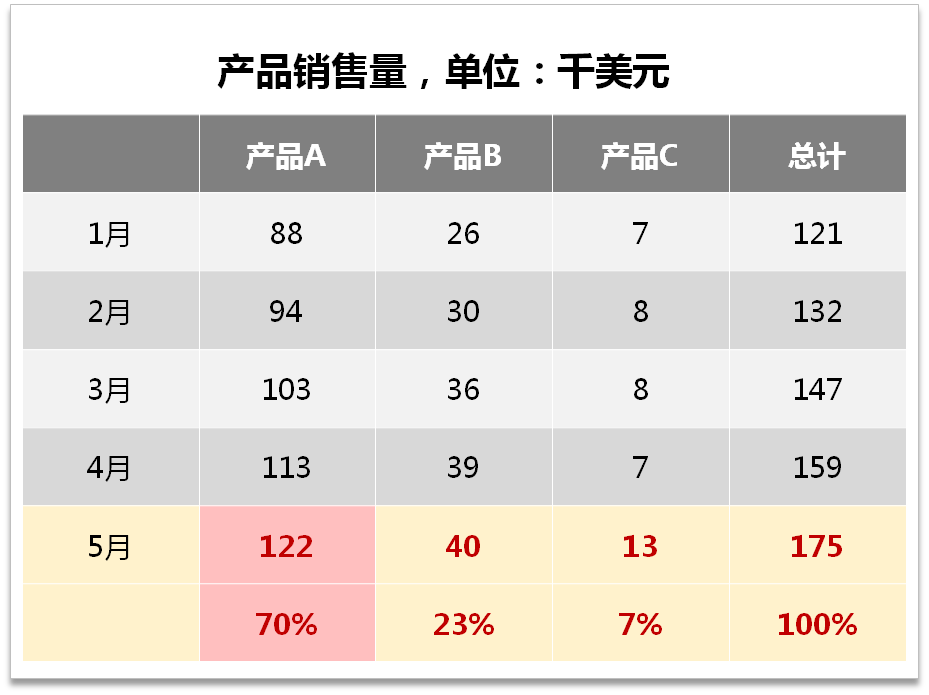 产品销售量，单位：千美元
产品A 产品B 产品C 总计
1月 88 26 7 121
2月 94 30 8 132
3月 103 36 8 147
4月 113 39 7 159
5月 122 40 13 175
70% 23% 7% 100%